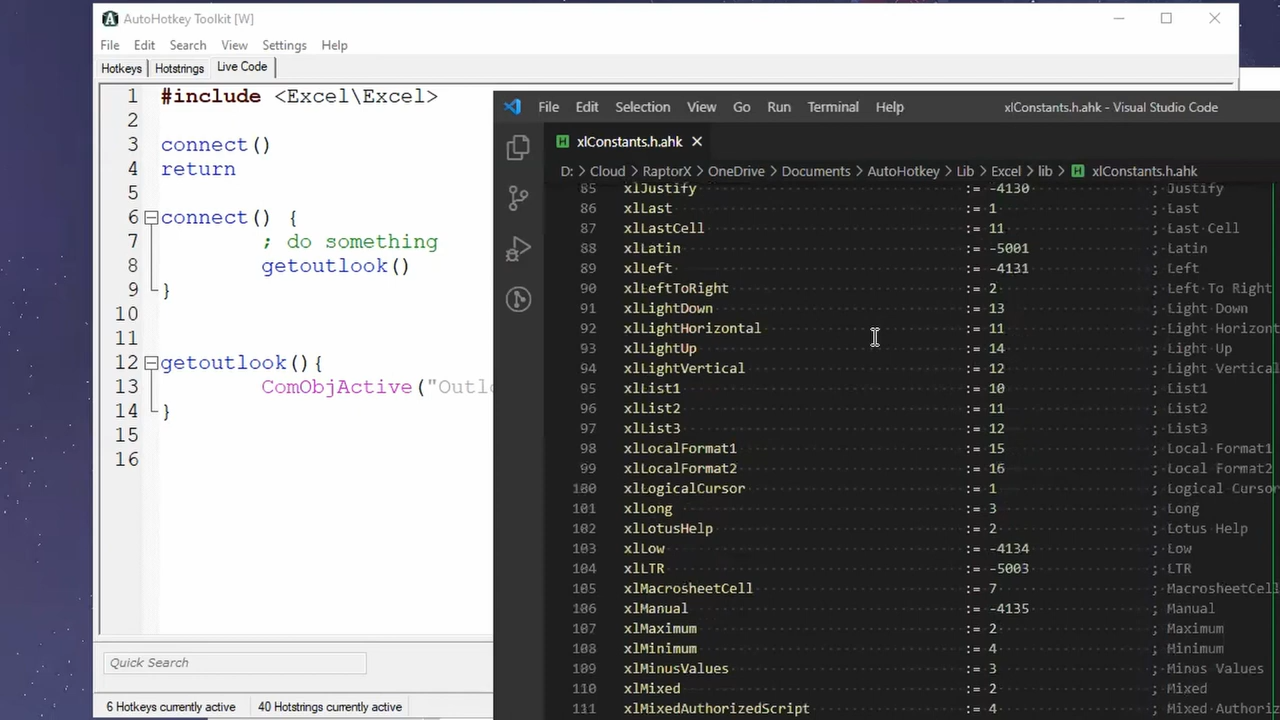 AutoHotkey Toolkit [W]
File Edit Search View Settings Help
Hotkeys Hotstrings Live Code
1 #include <Excel\Excel>
2
3 connect()
4 return
5
6 connect() {
7 ; do something
8 getoutlook()
9 }
10
11
12 getoutlook(){
13 ComObjActive("Outlo
14 }
15
16
Quick Search
6 Hotkeys currently active 40 Hotstrings currently active
File Edit Selection View Go Run Terminal Help xlConstants.h.ahk - Visual Studio Code
xlConstants.h.ahk
D: > Cloud > RaptorX > OneDrive > Documents > AutoHotkey > Lib > Excel > lib > xlConstants.h.ahk
85 xlJustify := -4130 ; Justify
86 xlLast := 1 ; Last
87 xlLastCell := 11 ; Last Cell
88 xlLatin := -5001 ; Latin
89 xlLeft := -4131 ; Left
90 xlLeftToRight := 2 ; Left To Right
91 xlLightDown := 13 ; Light Down
92 xlLightHorizontal := 11 ; Light Horizont
93 xlLightUp := 14 ; Light Up
94 xlLightVertical := 12 ; Light Vertical
95 xlList1 := 10 ; List1
96 xlList2 := 11 ; List2
97 xlList3 := 12 ; List3
98 xlLocalFormat1 := 15 ; Local Format1
99 xlLocalFormat2 := 16 ; Local Format2
100 xlLogicalCursor := 1 ; Logical Cursor
101 xlLong := 3 ; Long
102 xlLotusHelp := 2 ; Lotus Help
103 xlLow := -4134 ; Low
104 xlLTR := -5003 ; LTR
105 xlMacrosheetCell := 7 ; MacrosheetCell
106 xlManual := -4135 ; Manual
107 xlMaximum := 2 ; Maximum
108 xlMinimum := 4 ; Minimum
109 xlMinusValues := 3 ; Minus Values
110 xlMixed := 2 ; Mixed
111 xlMixedAuthorizedScript := 4 ; Mixed Authoriz